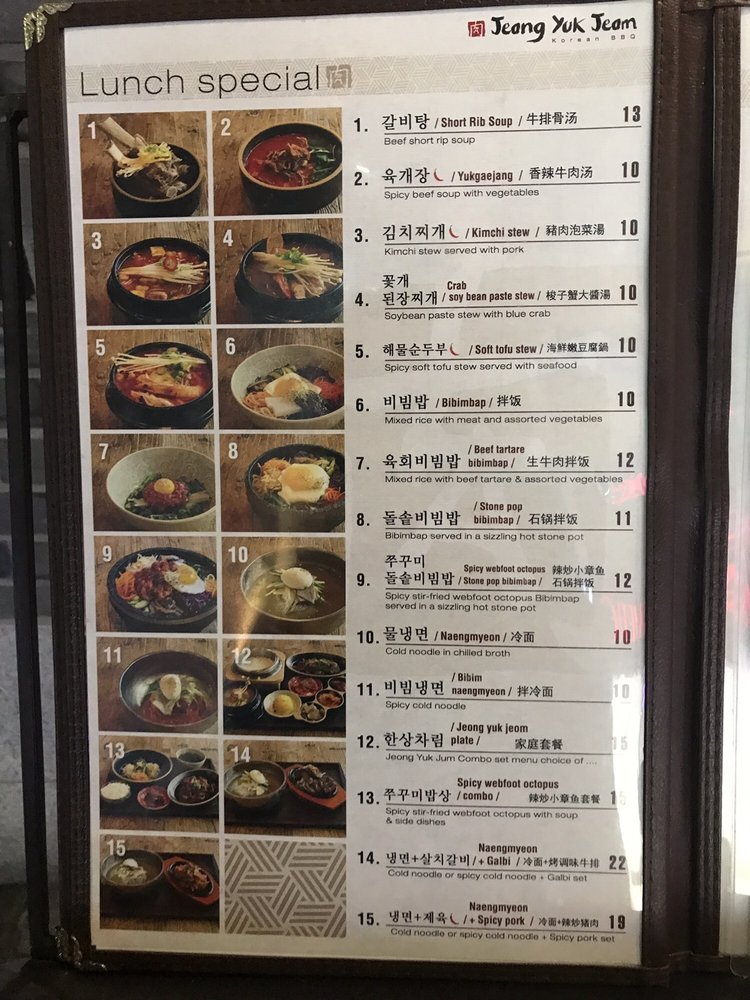 肉 Jeong Yuk Jeom
Korean BBQ
Lunch special 肉
1
2
3
4
5
6
7
8
9
10
11
12
13
14
15
1. 갈비탕 / Short Rib Soup / 牛排骨汤 13
Beef short rip soup
2. 육개장 / Yukgaejang / 香辣牛肉汤 10
Spicy beef soup with vegetables
3. 김치찌개 / Kimchi stew / 豬肉泡菜湯 10
Kimchi stew served with pork
꽃게 Crab
4. 된장찌개 / soy bean paste stew / 梭子蟹大醬湯 10
Soybean paste stew with blue crab
5. 해물순두부 / Soft tofu stew / 海鮮嫩豆腐鍋 10
Spicy soft tofu stew served with seafood
6. 비빔밥 / Bibimbap / 拌饭 10
Mixed rice with meat and assorted vegetables
/ Beef tartare
7. 육회비빔밥 bibimbap / 生牛肉拌饭 12
Mixed rice with beef tartare & assorted vegetables
/ Stone pop
8. 돌솥비빔밥 bibimbap / 石锅拌饭 11
Bibimbap served in a sizzling hot stone pot
쭈꾸미 Spicy webfoot octopus 辣炒小章鱼
9. 돌솥비빔밥 / Stone pop bibimbap / 石锅拌饭 12
Spicy stir-fried webfoot octopus Bibimbap
served in a sizzling hot stone pot
10. 물냉면 / Naengmyeon / 冷面 10
Cold noodle in chilled broth
/ Bibim
11. 비빔냉면 naengmyeon / 拌冷面 10
Spicy cold noodle
/ Jeong yuk jeom
12. 한상차림 plate / 家庭套餐 15
Jeong Yuk Jum Combo set menu choice of ....
Spicy webfoot octopus
13. 쭈꾸미밥상 / combo / 辣炒小章鱼套餐
Spicy stir-fried webfoot octopus with soup
& side dishes
Naengmyeon
14. 냉면+살치갈비 / + Galbi / 冷面+烤调味牛排 22
Cold noodle or spicy cold noodle + Galbi set
Naengmyeon
15. 냉면+제육 / + Spicy pork / 冷面+辣炒猪肉 19
Cold noodle or spicy cold noodle + Spicy pork set